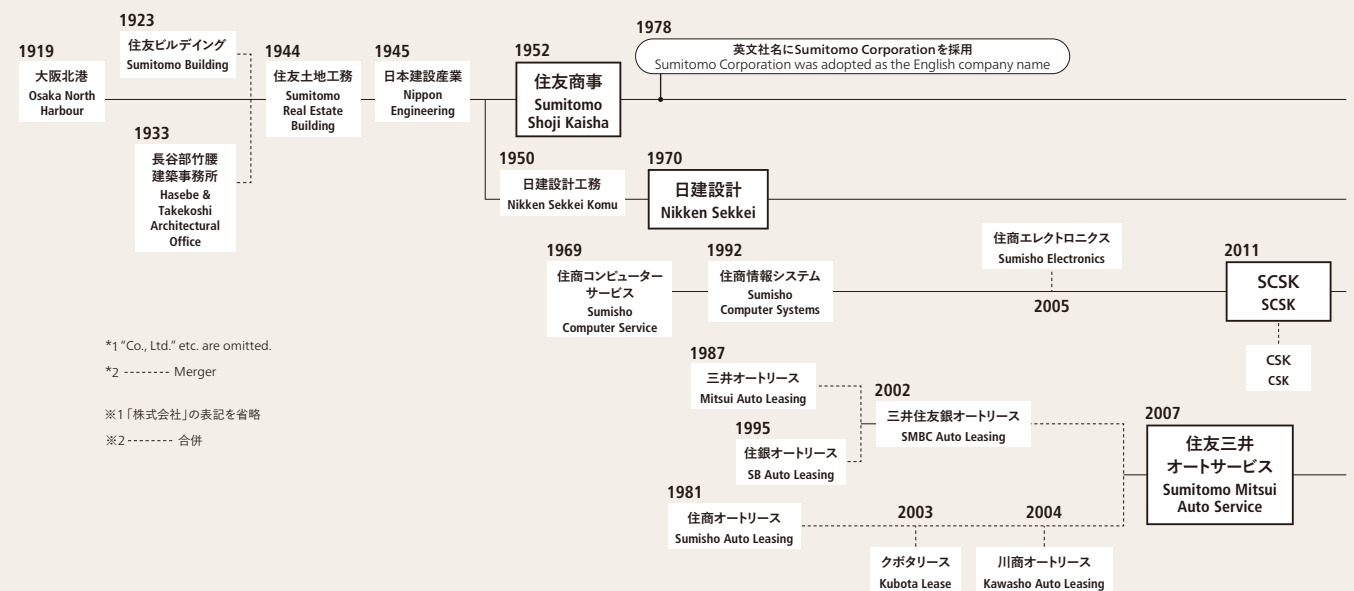 1919
大阪北港
Osaka North
Harbour
1923
住友ビルデイング
Sumitomo Building
1933
長谷部竹腰
建築事務所
Hasebe &
Takekoshi
Architectural
Office
1944
住友土地工務
Sumitomo
Real Estate
Building
1945
日本建設産業
Nippon
Engineering
1952
住友商事
Sumitomo
Shoji Kaisha
1978
英文社名にSumitomo Corporationを採用
Sumitomo Corporation was adopted as the English company name
1950
日建設計工務
Nikken Sekkei Komu
1970
日建設計
Nikken Sekkei
1969
住商コンピューター
サービス
Sumisho
Computer Service
1992
住商情報システム
Sumisho
Computer Systems
住商エレクトロニクス
Sumisho Electronics
2005
2011
SCSK
SCSK
CSK
CSK
*1 "Co., Ltd." etc. are omitted.
*2 -------- Merger
※1「株式会社」の表記を省略
※2 -------- 合併
1987
三井オートリース
Mitsui Auto Leasing
1995
住銀オートリース
SB Auto Leasing
2002
三井住友銀オートリース
SMBC Auto Leasing
1981
住商オートリース
Sumisho Auto Leasing
2003
クボタリース
Kubota Lease
2004
川商オートリース
Kawasho Auto Leasing
2007
住友三井
オートサービス
Sumitomo Mitsui
Auto Service